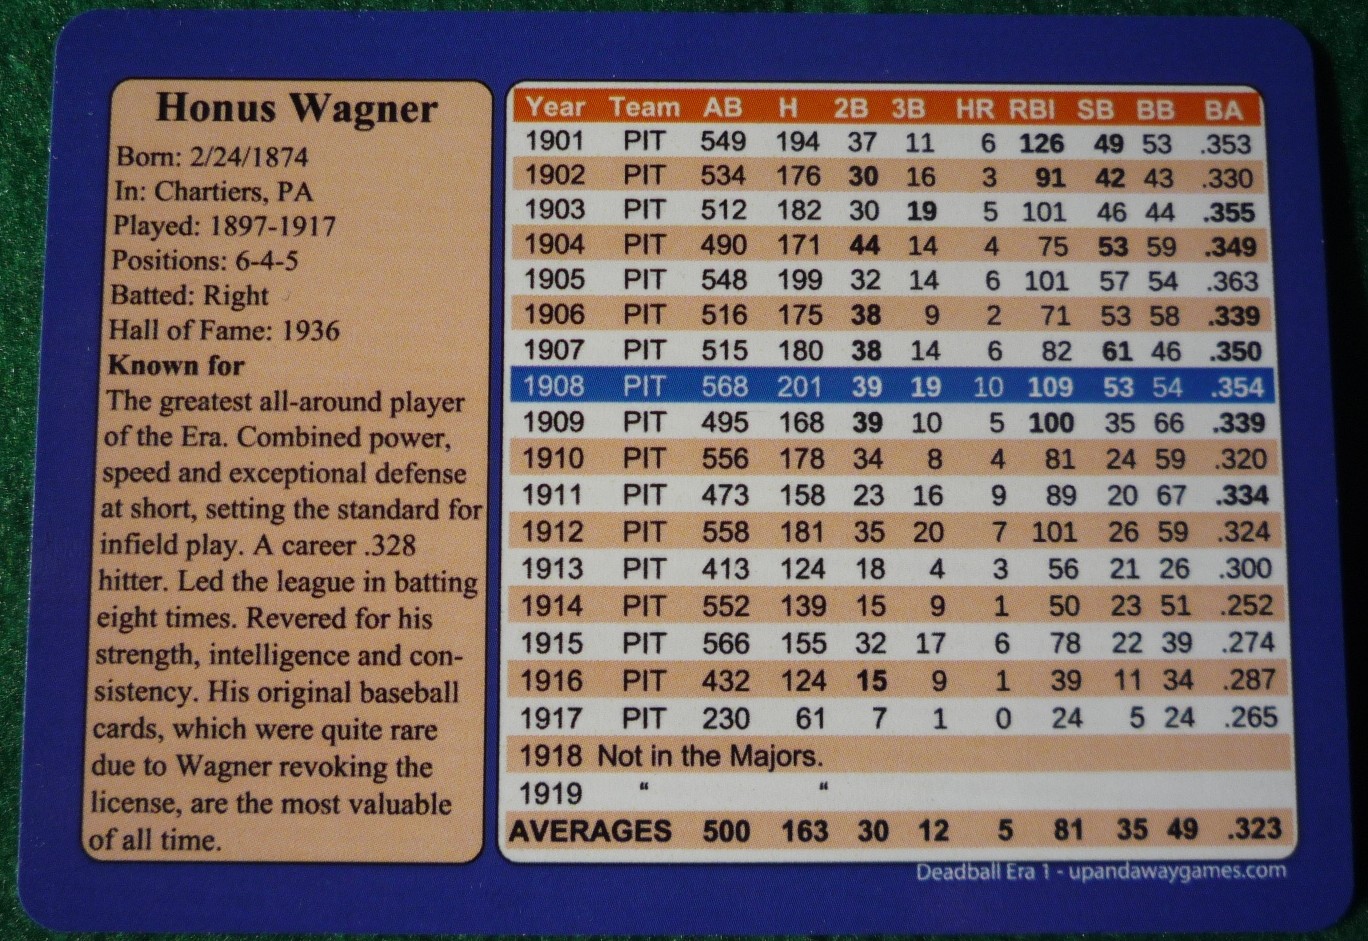 Honus Wagner
Born: 2/24/1874
In: Chartiers, PA
Played: 1897-1917
Positions: 6-4-5
Batted: Right
Hall of Fame: 1936
Known for
The greatest all-around player
of the Era. Combined power,
speed and exceptional defense
at short, setting the standard for
infield play. A career .328
hitter. Led the league in batting
eight times. Revered for his
strength, intelligence and con-
sistency. His original baseball
cards, which were quite rare
due to Wagner revoking the
license, are the most valuable
of all time.
Year Team AB H 2B 3B HR RBI SB BB BA
1901 PIT 549 194 37 11 6 126 49 53 .353
1902 PIT 534 176 30 16 3 91 42 43 .330
1903 PIT 512 182 30 19 5 101 46 44 .355
1904 PIT 490 171 44 14 4 75 53 59 .349
1905 PIT 548 199 32 14 6 101 57 54 .363
1906 PIT 516 175 38 9 2 71 53 58 .339
1907 PIT 515 180 38 14 6 82 61 46 .350
1908 PIT 568 201 39 19 10 109 53 54 .354
1909 PIT 495 168 39 10 5 100 35 66 .339
1910 PIT 556 178 34 8 4 81 24 59 .320
1911 PIT 473 158 23 16 9 89 20 67 .334
1912 PIT 558 181 35 20 7 101 26 59 .324
1913 PIT 413 124 18 4 3 56 21 26 .300
1914 PIT 552 139 15 9 1 50 23 51 .252
1915 PIT 566 155 32 17 6 78 22 39 .274
1916 PIT 432 124 15 9 1 39 11 34 .287
1917 PIT 230 61 7 1 0 24 5 24 .265
1918 Not in the Majors.
1919 “ “
AVERAGES 500 163 30 12 5 81 35 49 .323
Deadball Era 1 - upandawaygames.com